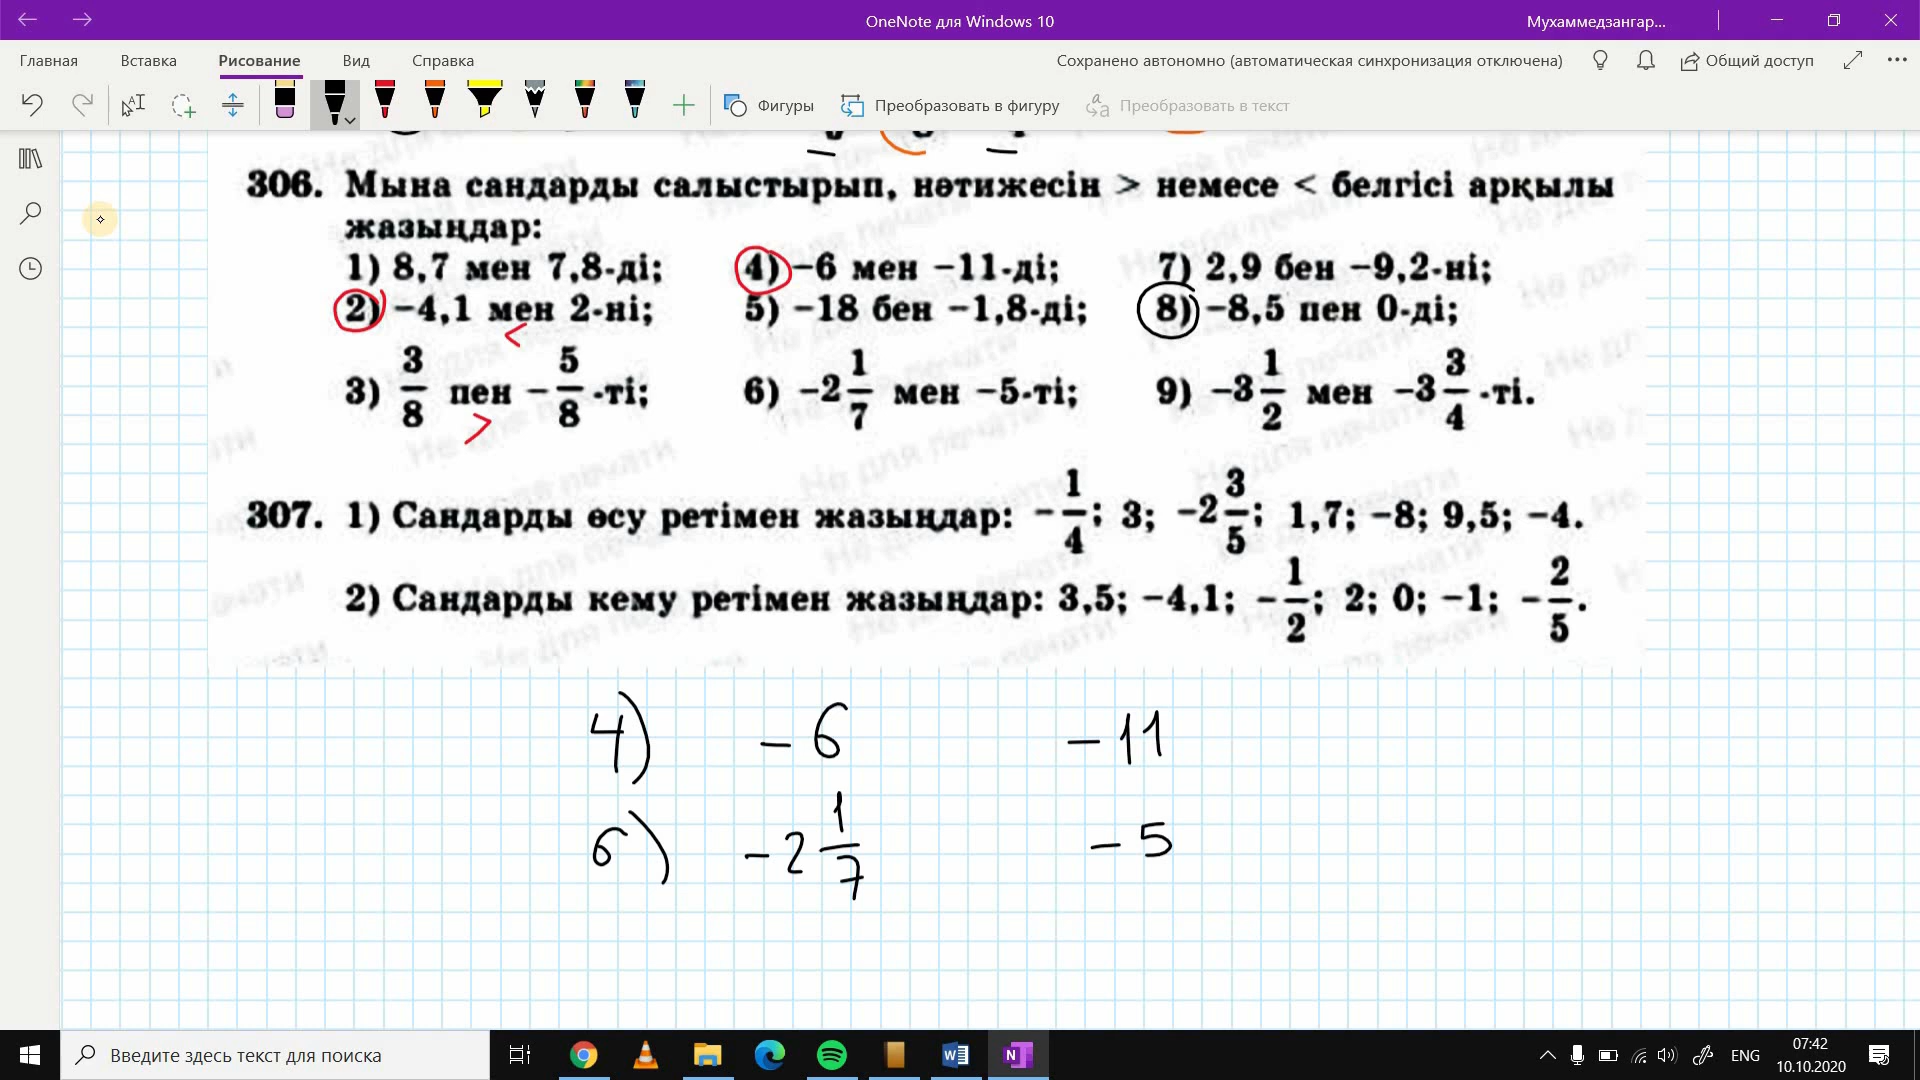 OneNote для Windows 10
Мухаммедзангар...
Главная Вставка Рисование Вид Справка
Сохранено автономно (автоматическая синхронизация отключена) Общий доступ
Фигуры Преобразовать в фигуру Преобразовать в текст
306. Мына сандарды салыстырып, нәтижесін > немесе < белгісі арқылы
жазыңдар:
1) 8,7 мен 7,8-ді; 4) −6 мен −11-ді; 7) 2,9 бен −9,2-ні;
2) −4,1 мен 2-ні; 5) −18 бен −1,8-ді; 8) −8,5 пен 0-ді;
<
3) 3/8 пен −5/8-ті; 6) −2 1/7 мен −5-ті; 9) −3 1/2 мен −3 3/4-ті.
>
307. 1) Сандарды өсу ретімен жазыңдар: −1/4; 3; −2 3/5; 1,7; −8; 9,5; −4.
2) Сандарды кему ретімен жазыңдар: 3,5; −4,1; −1/2; 2; 0; −1; −2/5.
4) −6 −11
6) −2 1/7 −5
Введите здесь текст для поиска
ENG
07:42
10.10.2020